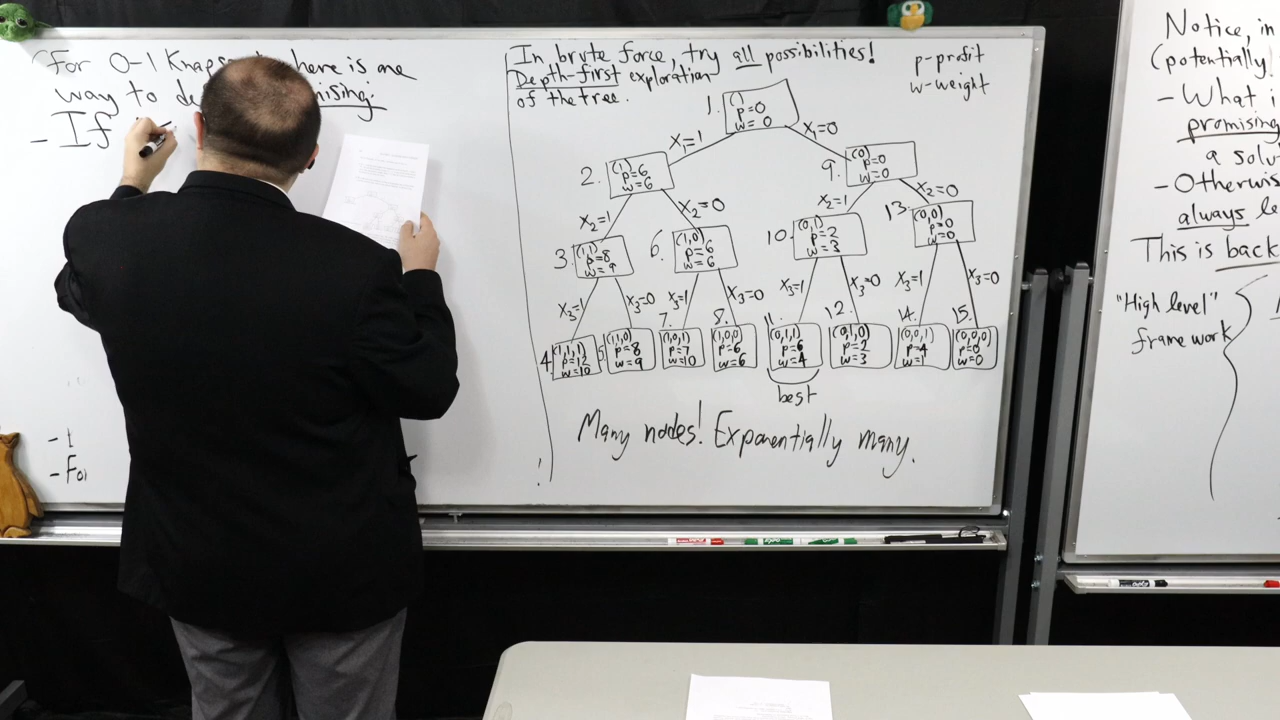 (For 0-1 Knaps here is one
way to de mising:
- If
- I
- For
In brute force, try all possibilities!
Depth-first exploration
of the tree.
p-profit
w-weight
1. ()
p=0
w=0
X₁=1
X₁=0
2. (1)
p=6
w=6
9. (0)
p=0
w=0
X₂=1
X₂=0
X₂=1
X₂=0
3. (1,1)
p=8
w=9
6. (1,0)
p=6
w=6
10. (0,1)
p=2
w=3
13. (0,0)
p=0
w=0
X₃=1
X₃=0
X₃=1
X₃=0
X₃=1
X₃=0
X₃=1
X₃=0
4. (1,1,1)
p=12
w=10
5. (1,1,0)
p=8
w=9
7. (1,0,1)
p=7
w=10
8. (1,0,0)
p=6
w=6
11. (0,1,1)
p=6
w=4
12. (0,1,0)
p=2
w=3
14. (0,0,1)
p=4
w=1
15. (0,0,0)
p=0
w=0
best
Many nodes! Exponentially many.
Notice, in
(potentially!
- What i
promising
a solu
- Otherwis
always le
This is back
"High level"
framework